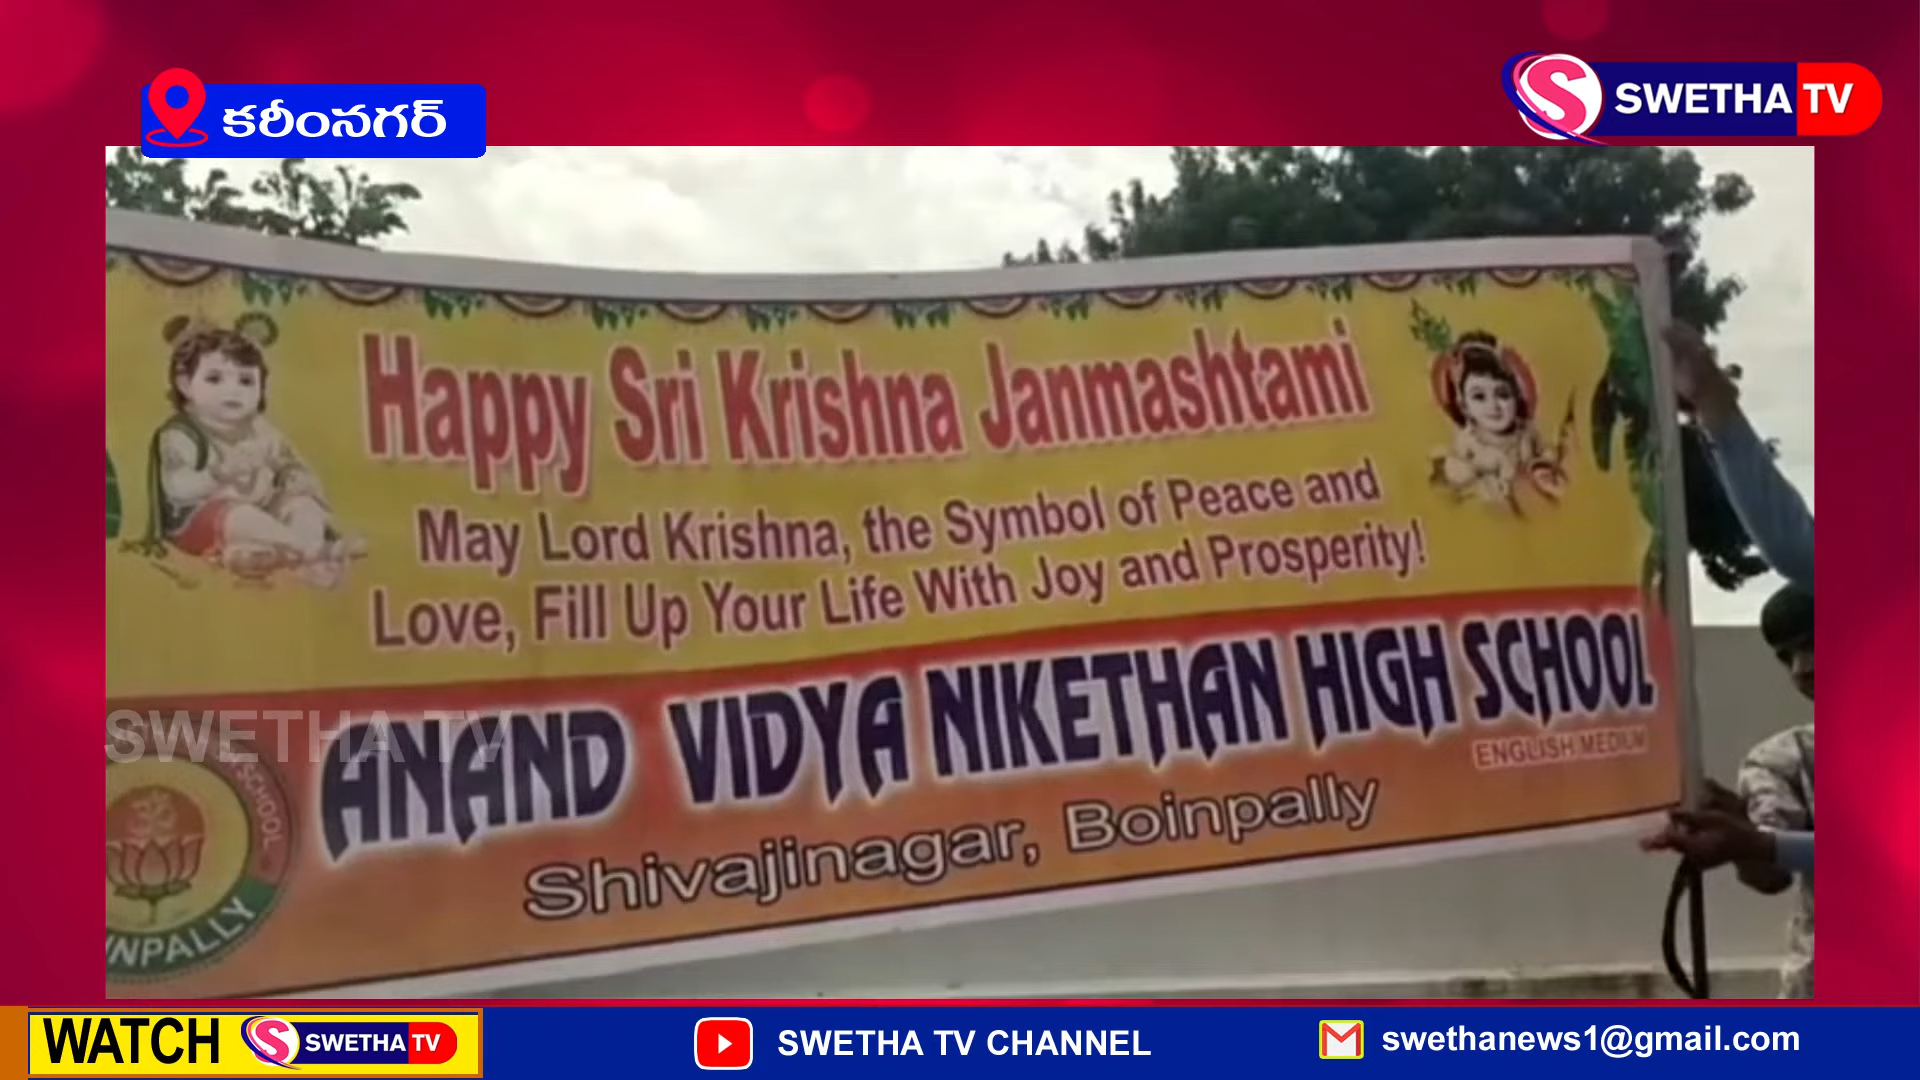 కరీంనగర్
S SWETHA TV
Happy Sri Krishna Janmashtami
May Lord Krishna, the Symbol of Peace and
Love, Fill Up Your Life With Joy and Prosperity!
ANAND VIDYA NIKETHAN HIGH SCHOOL
ENGLISH MEDIUM
Shivajinagar, Boinpally
SWETHA TV
SCHOOL
INPALLY
WATCH S SWETHA TV
SWETHA TV CHANNEL
swethanews1@gmail.com